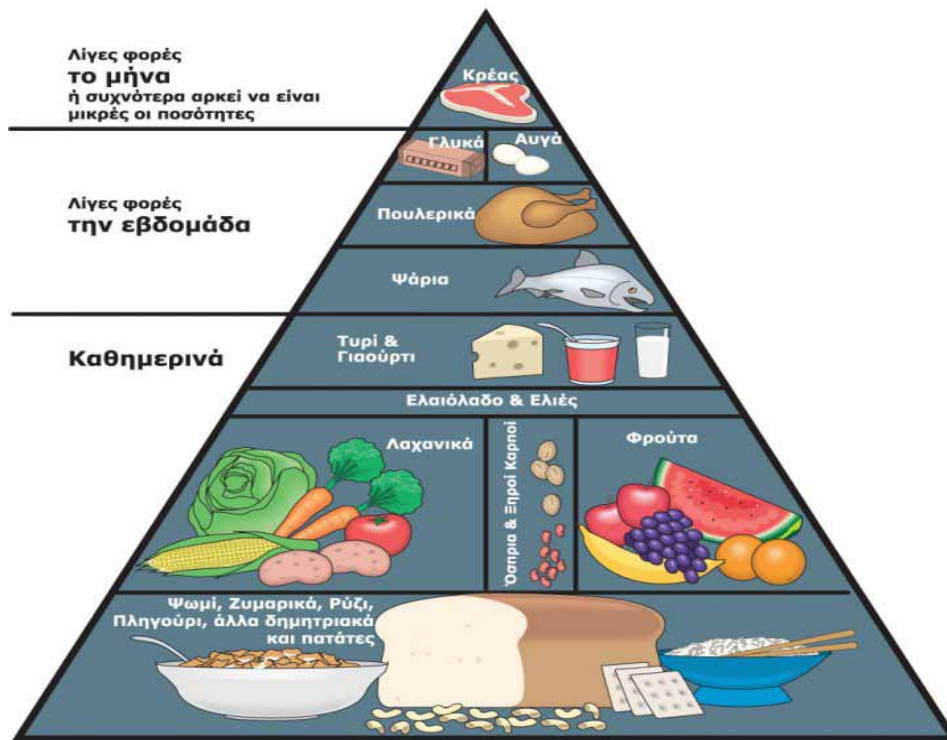 Λίγες φορές
το μήνα
ή συχνότερα αρκεί να είναι
μικρές οι ποσότητες
Κρέας
Γλυκά
Αυγά
Λίγες φορές
την εβδομάδα
Πουλερικά
Ψάρια
Καθημερινά
Τυρί &
Γιαούρτι
Ελαιόλαδο & Ελιές
Λαχανικά
Όσπρια & Ξηροί Καρποί
Φρούτα
Ψωμί, Ζυμαρικά, Ρύζι,
Πληγούρι, άλλα δημητριακά
και πατάτες